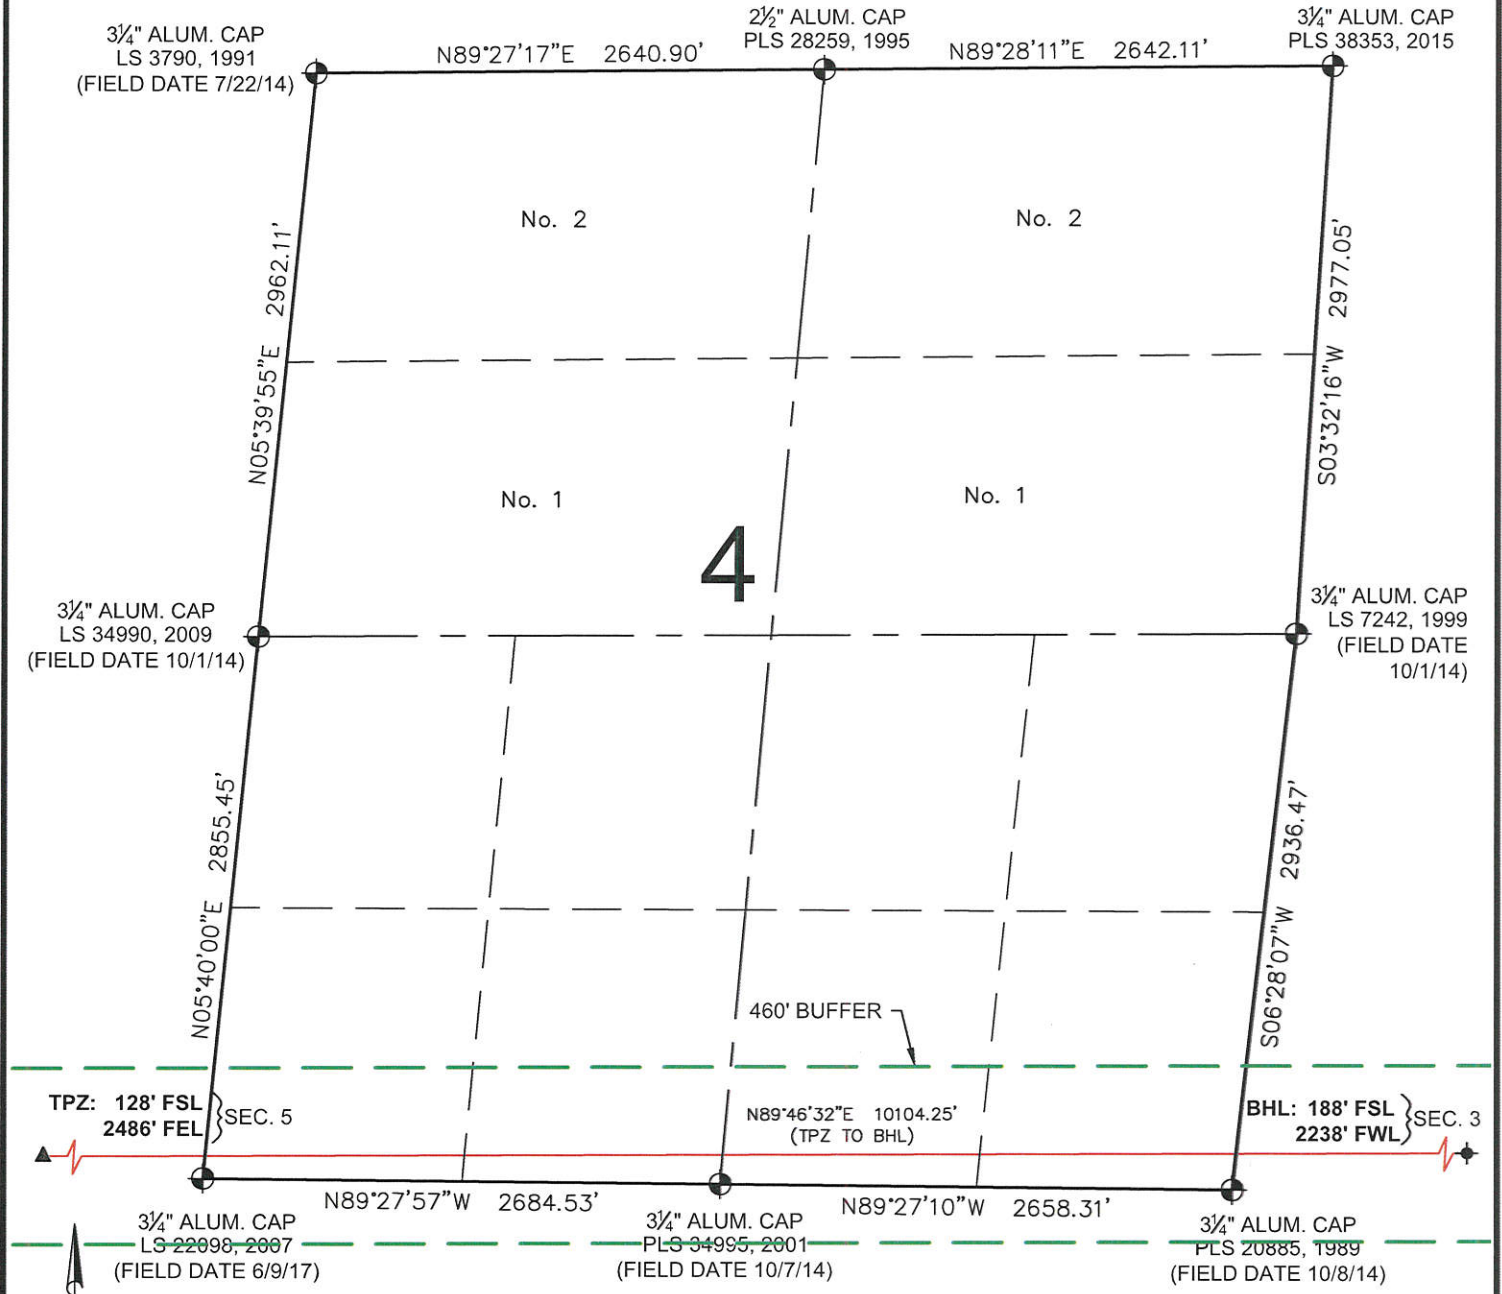 3¼" ALUM. CAP
LS 3790, 1991
(FIELD DATE 7/22/14)
N89°27'17"E 2640.90'
2½" ALUM. CAP
PLS 28259, 1995
N89°28'11"E 2642.11'
3¼" ALUM. CAP
PLS 38353, 2015
No. 2
No. 2
N05°39'55"E 2962.11'
S03°32'16"W 2977.05'
No. 1
No. 1
4
3¼" ALUM. CAP
LS 34990, 2009
(FIELD DATE 10/1/14)
3¼" ALUM. CAP
LS 7242, 1999
(FIELD DATE
10/1/14)
N05°40'00"E 2855.45'
S06°28'07"W 2936.47'
460' BUFFER
TPZ: 128' FSL
2486' FEL
SEC. 5
N89°46'32"E 10104.25'
(TPZ TO BHL)
BHL: 188' FSL
2238' FWL
SEC. 3
N89°27'57"W 2684.53'
N89°27'10"W 2658.31'
3¼" ALUM. CAP
LS 22098, 2007
(FIELD DATE 6/9/17)
3¼" ALUM. CAP
PLS 34995, 2001
(FIELD DATE 10/7/14)
3¼" ALUM. CAP
PLS 20885, 1989
(FIELD DATE 10/8/14)